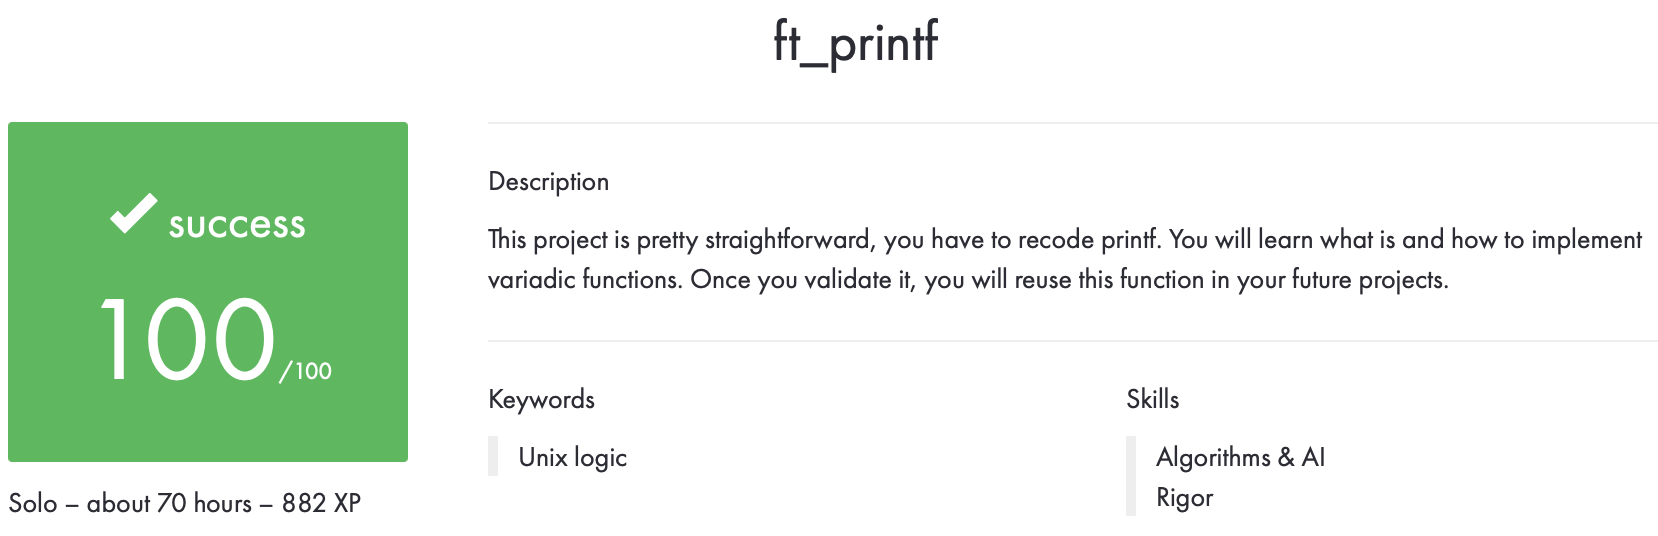 ft_printf
success
100/100
Solo – about 70 hours – 882 XP
Description
This project is pretty straightforward, you have to recode printf. You will learn what is and how to implement
variadic functions. Once you validate it, you will reuse this function in your future projects.
Keywords
Unix logic
Skills
Algorithms & AI
Rigor